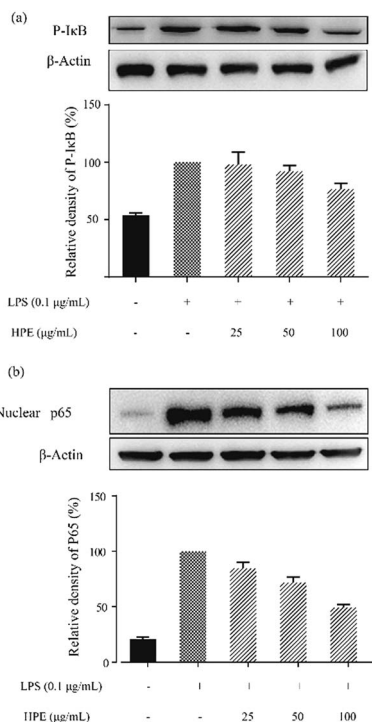 (a)
P-IκB
β-Actin
150
100
50
Relative density of P-IκB (%)
LPS (0.1 μg/mL) - + + + +
HPE (μg/mL) - - 25 50 100
(b)
Nuclear p65
β-Actin
150
100
50
0
Relative density of P65 (%)
LPS (0.1 μg/mL) - ı ı ı ı
HPE (μg/mL) - - 25 50 100